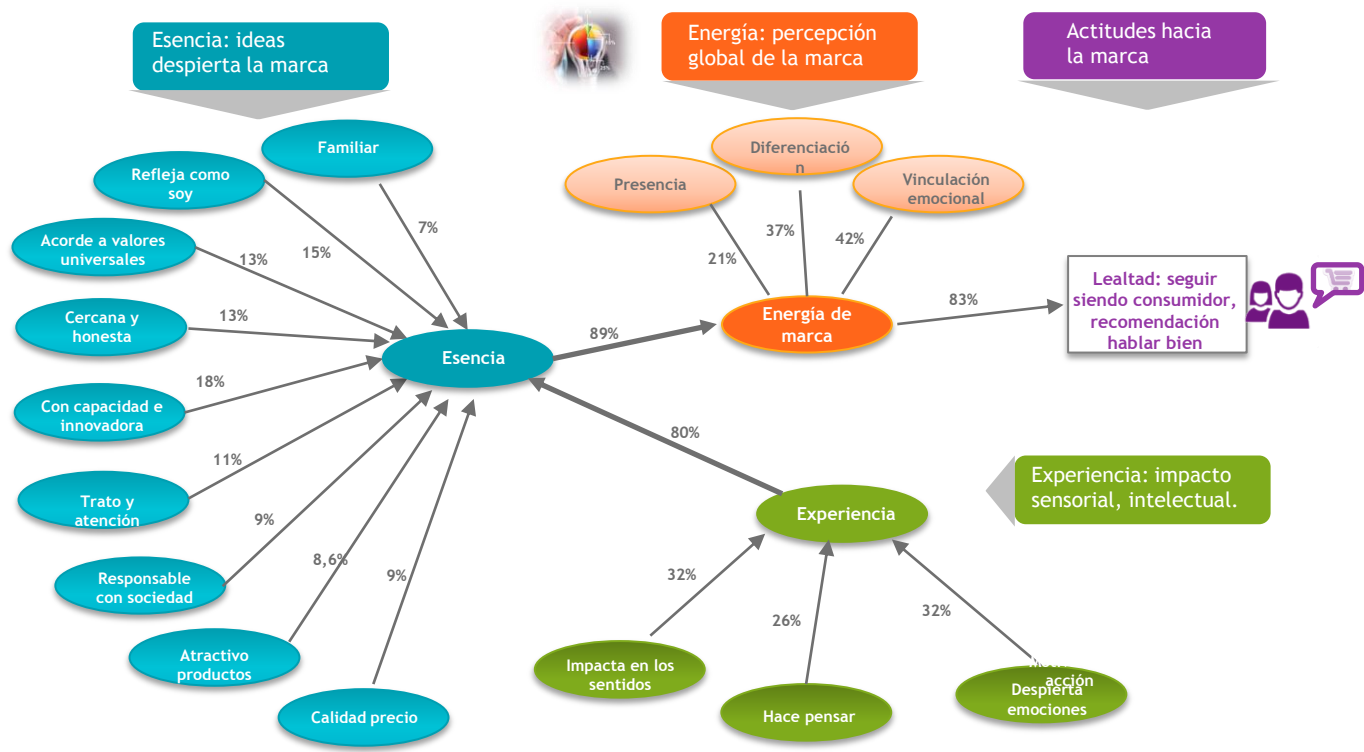 Esencia: ideas
despierta la marca
Energía: percepción
global de la marca
Actitudes hacia
la marca
Familiar
Refleja como
soy
Acorde a valores
universales
Cercana y
honesta
Con capacidad e
innovadora
Trato y
atención
Responsable
con sociedad
Atractivo
productos
Calidad precio
7%
15%
13%
13%
18%
11%
9%
8,6%
9%
Esencia
89%
Presencia
Diferenciació
n
Vinculación
emocional
21%
37%
42%
Energía de
marca
83%
Lealtad: seguir
siendo consumidor,
recomendación
hablar bien
80%
Experiencia: impacto
sensorial, intelectual.
Experiencia
32%
26%
32%
Impacta en los
sentidos
Hace pensar
acción
Despierta
emociones